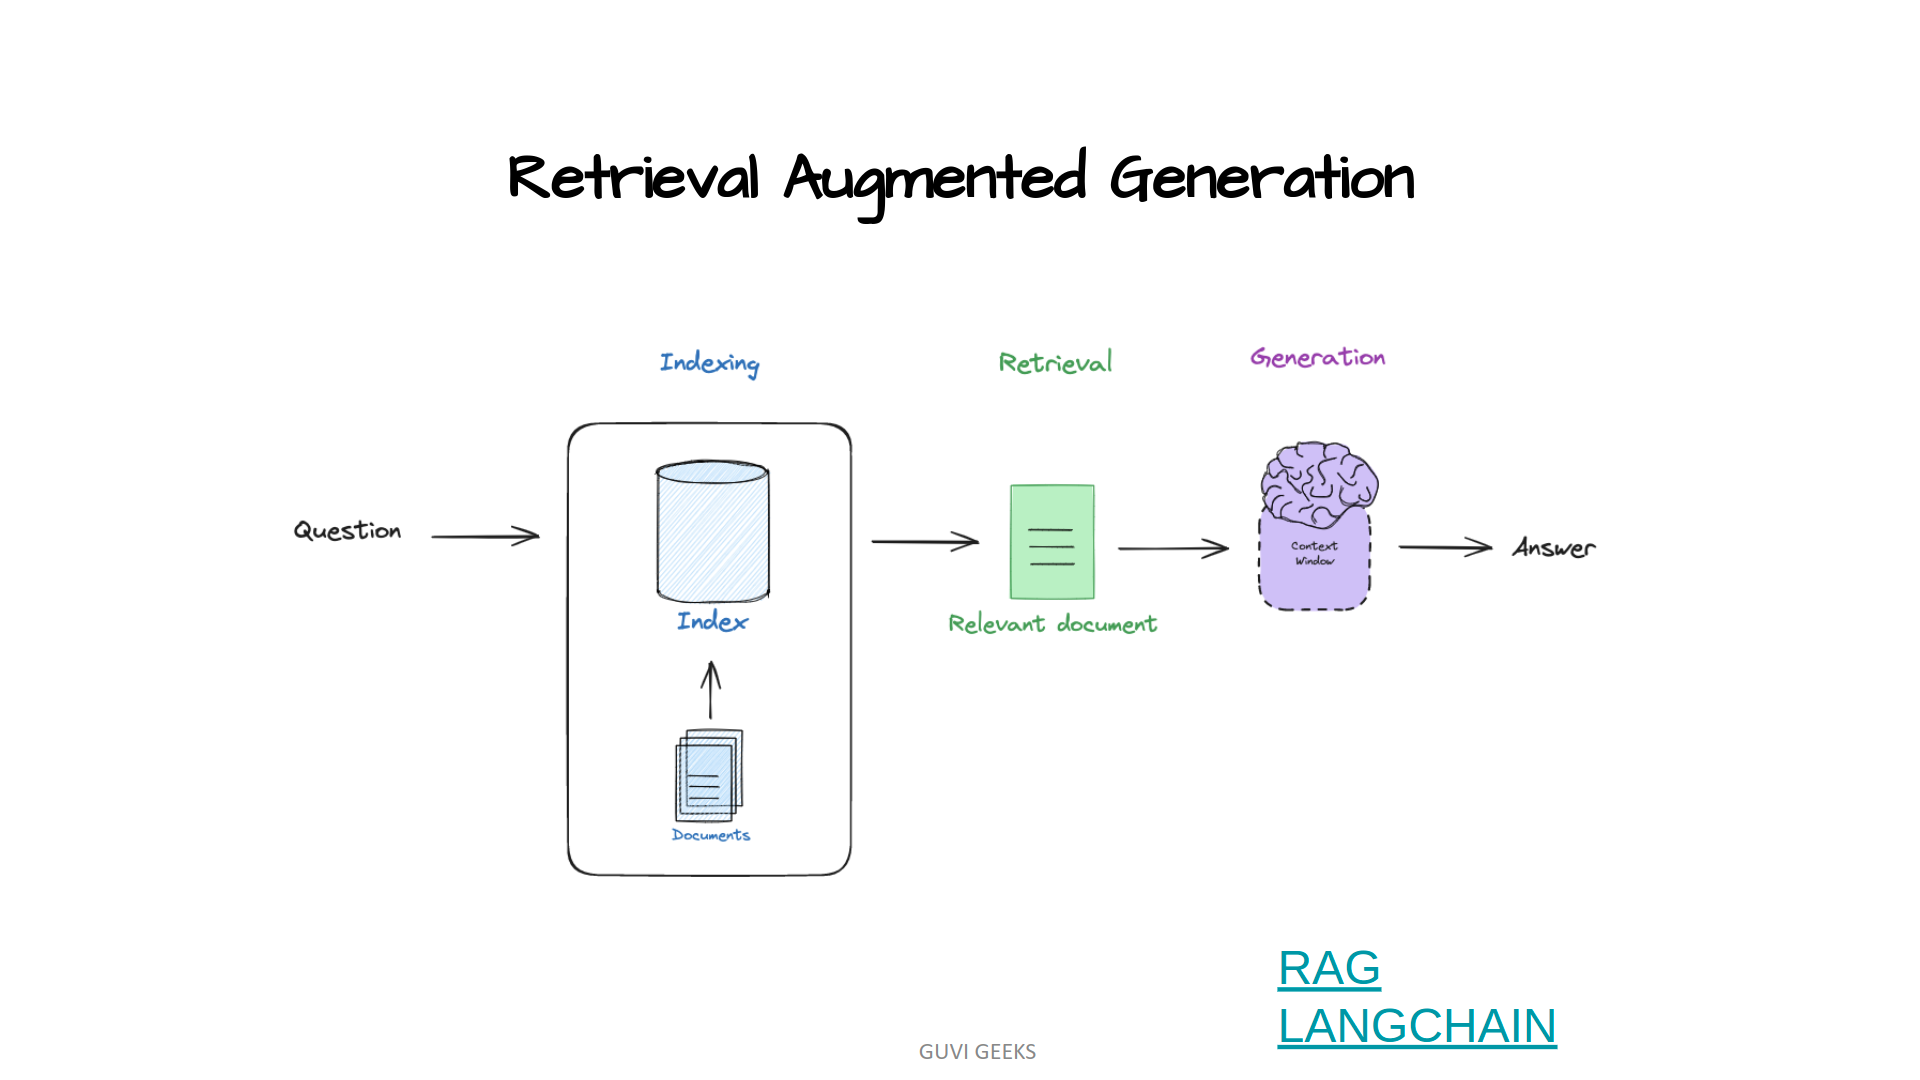 Retrieval Augmented Generation
Indexing
Retrieval
Generation
Question
Index
Documents
Relevant document
Context
Window
Answer
RAG
LANGCHAIN
GUVI GEEKS